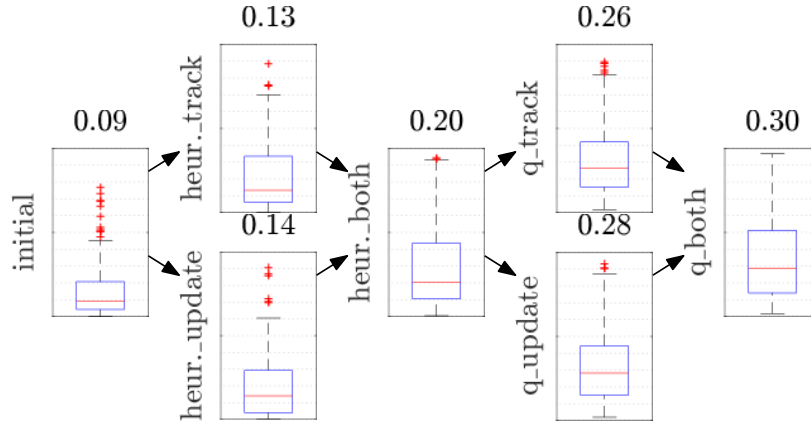 initial
0.09
heur._track
0.13
heur._update
0.14
heur._both
0.20
q_track
0.26
q_update
0.28
q_both
0.30